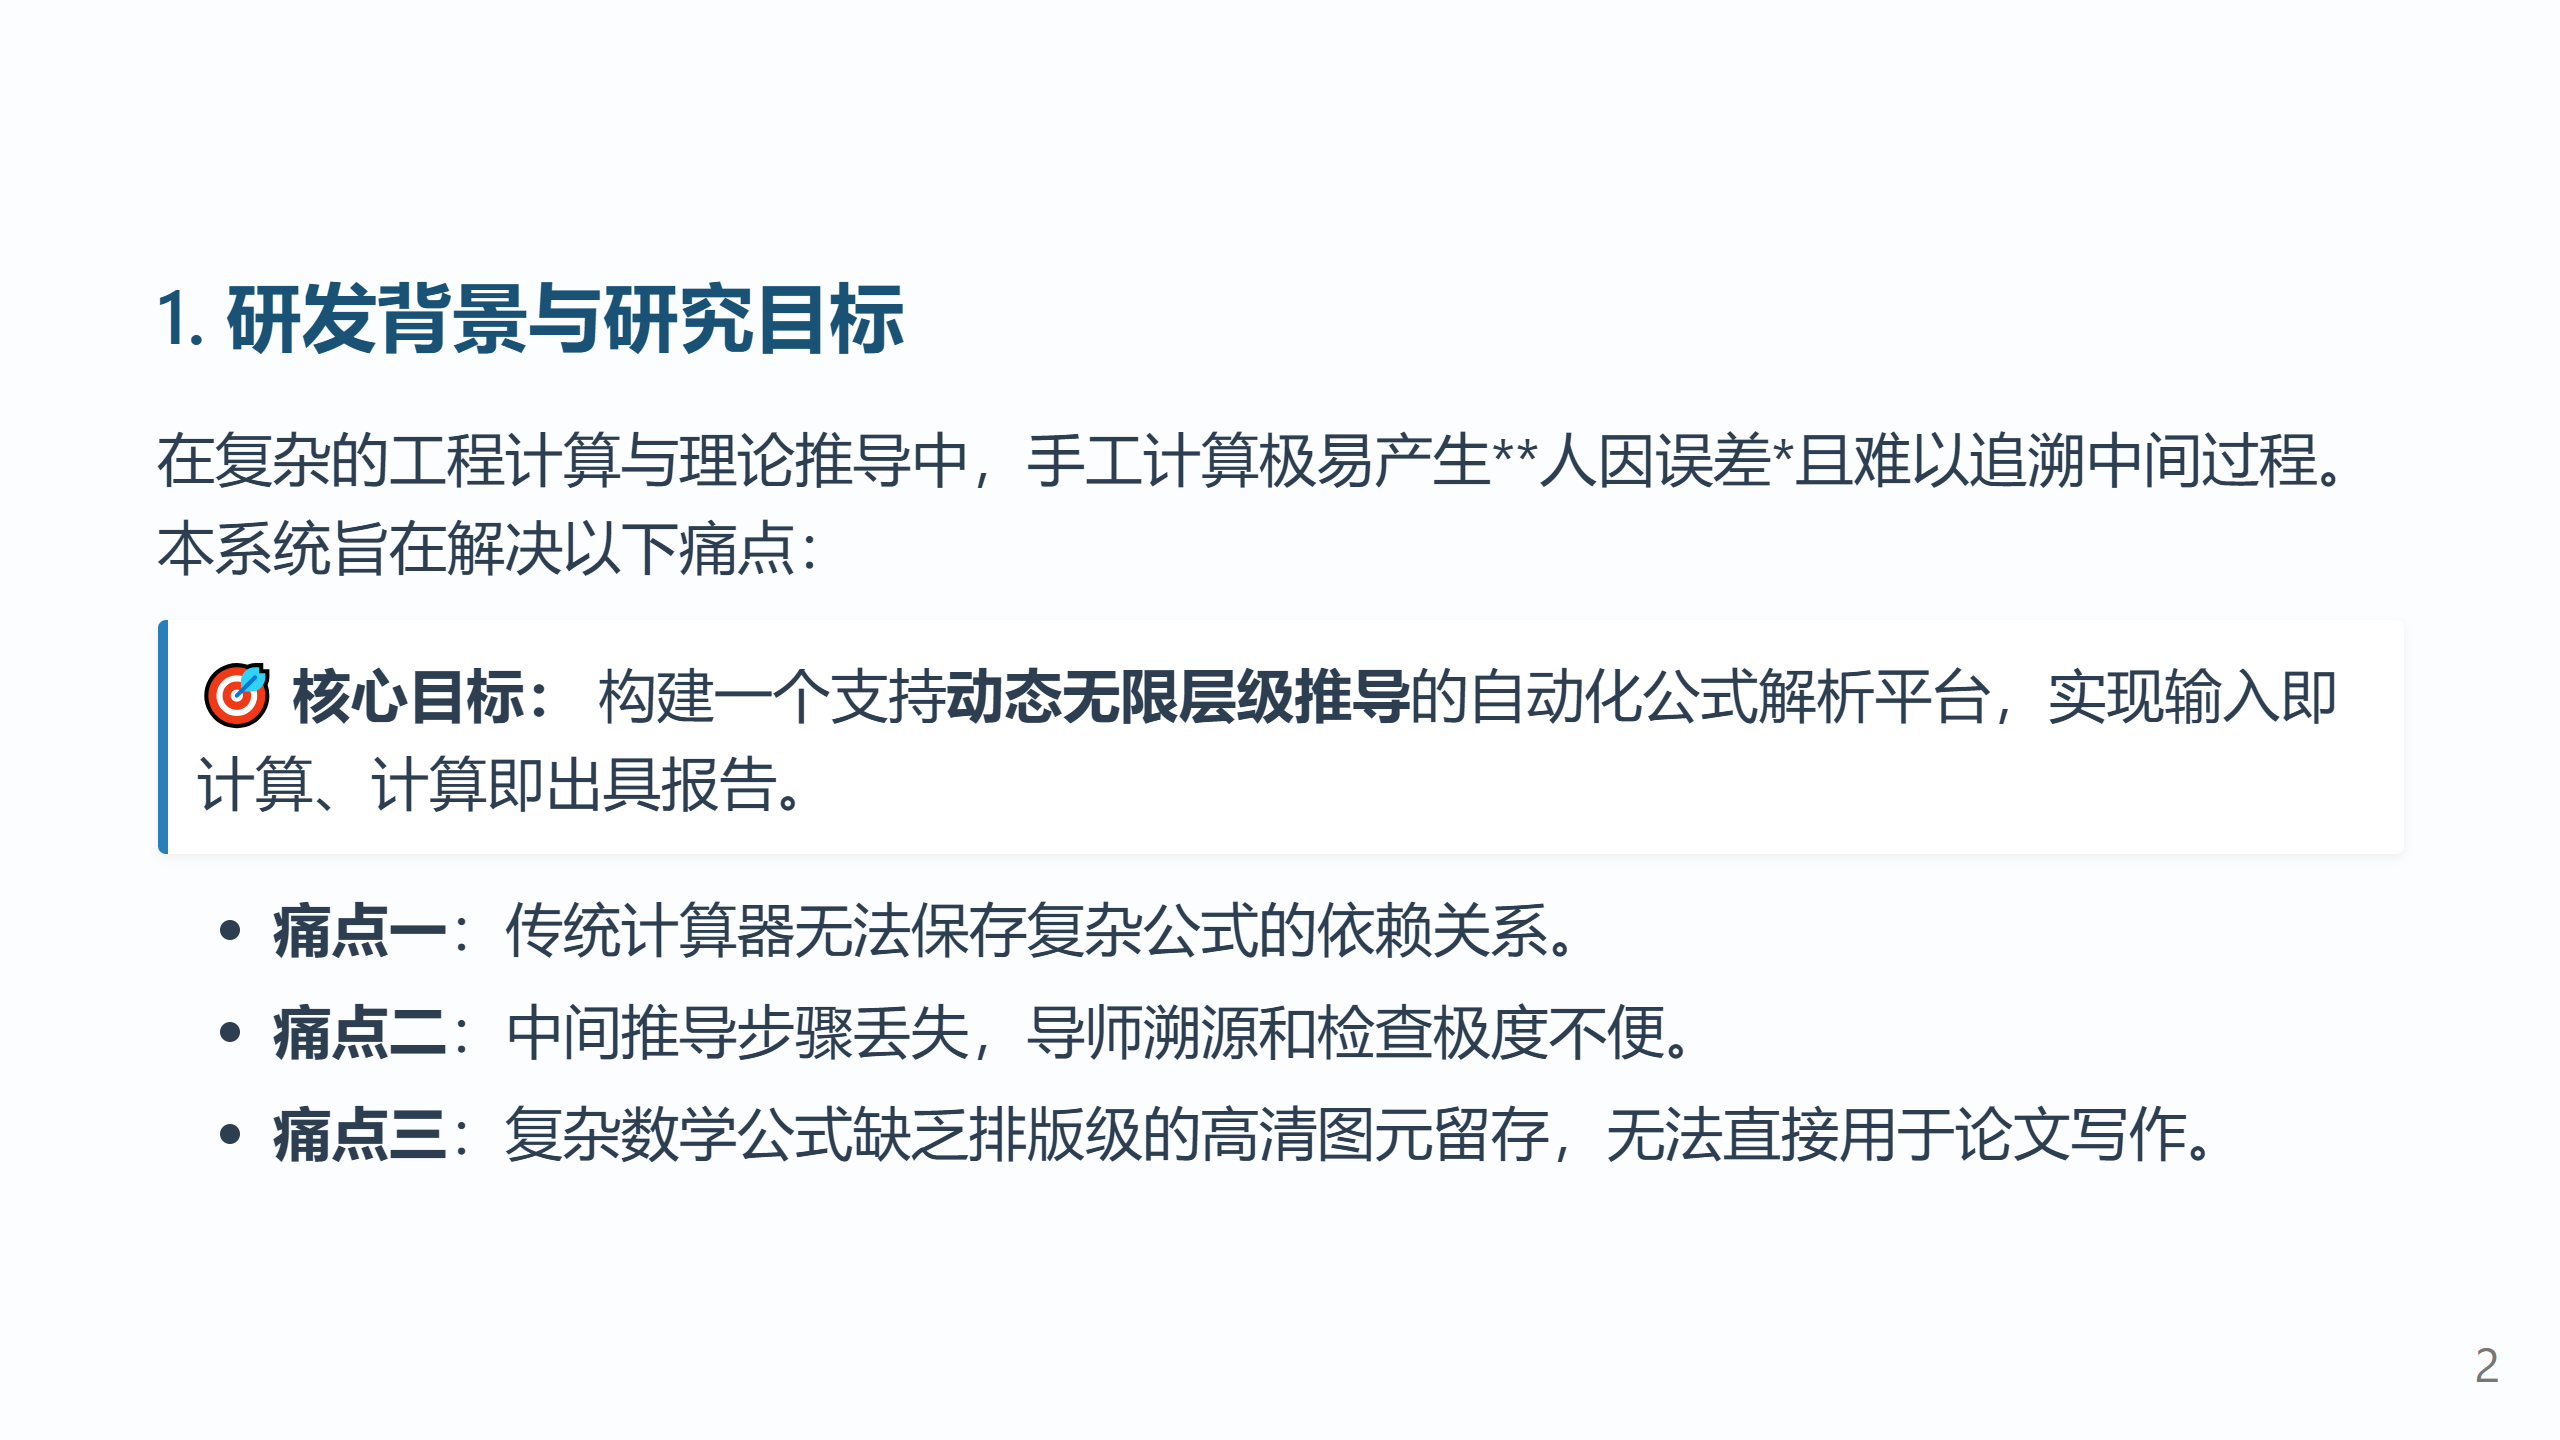 1. 研发背景与研究目标
在复杂的工程计算与理论推导中，手工计算极易产生**人因误差*且难以追溯中间过程。
本系统旨在解决以下痛点：
🎯 核心目标： 构建一个支持动态无限层级推导的自动化公式解析平台，实现输入即
计算、计算即出具报告。
• 痛点一：传统计算器无法保存复杂公式的依赖关系。
• 痛点二：中间推导步骤丢失，导师溯源和检查极度不便。
• 痛点三：复杂数学公式缺乏排版级的高清图元留存，无法直接用于论文写作。
2